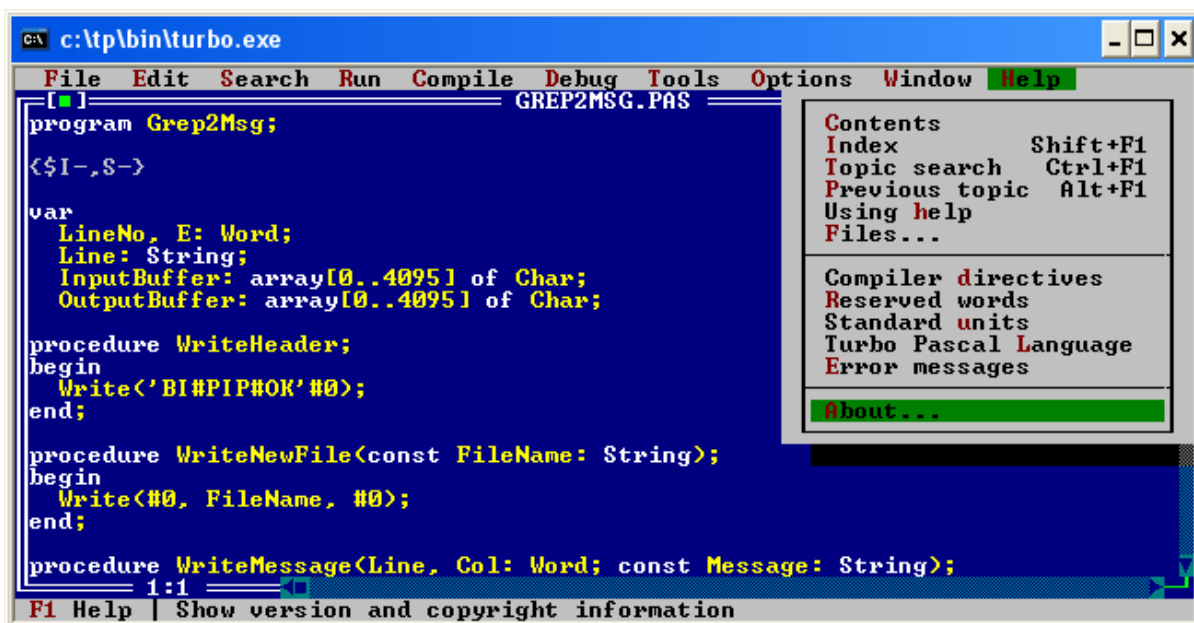 c:\tp\bin\turbo.exe
File Edit Search Run Compile Debug Tools Options Window Help
[■] GREP2MSG.PAS
program Grep2Msg;
{$I-,S-}
var
LineNo, E: Word;
Line: String;
InputBuffer: array[0..4095] of Char;
OutputBuffer: array[0..4095] of Char;
procedure WriteHeader;
begin
Write('BI#PIP#OK'#0);
end;
procedure WriteNewFile(const FileName: String);
begin
Write(#0, FileName, #0);
end;
procedure WriteMessage(Line, Col: Word; const Message: String);
1:1
Contents
Index Shift+F1
Topic search Ctrl+F1
Previous topic Alt+F1
Using help
Files...
Compiler directives
Reserved words
Standard units
Turbo Pascal Language
Error messages
About...
F1 Help | Show version and copyright information